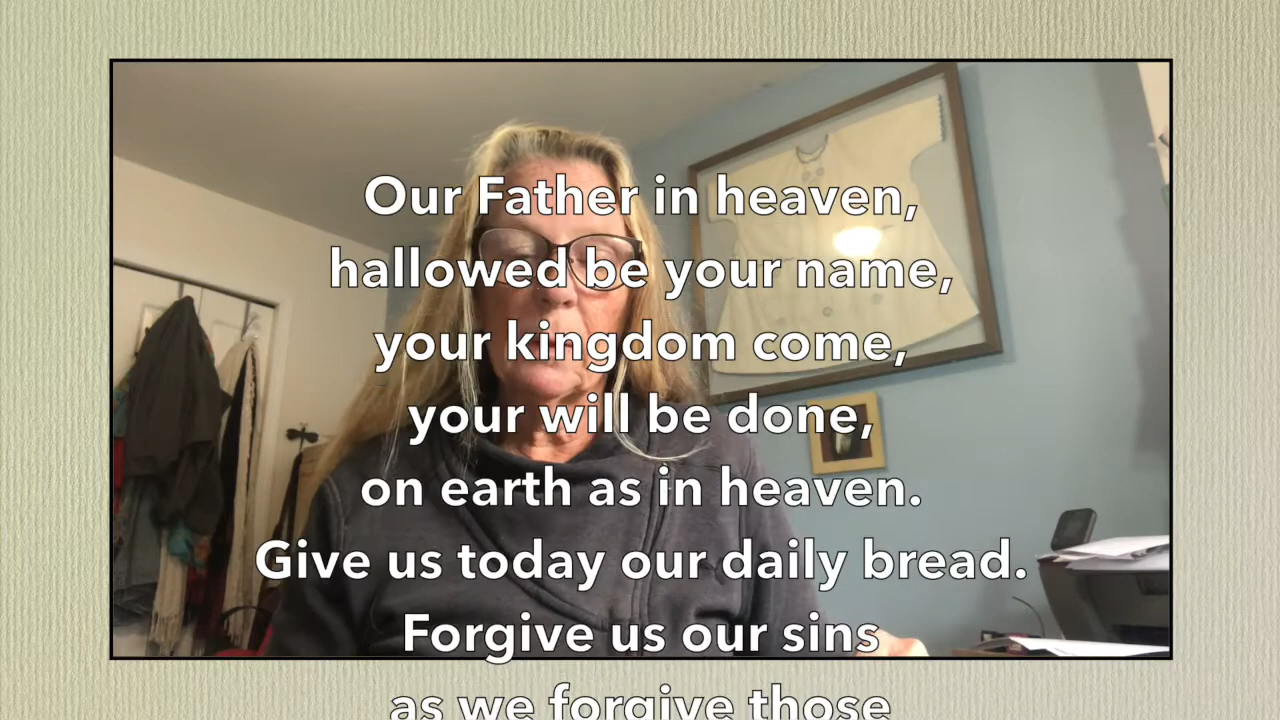 Our Father in heaven,
hallowed be your name,
your kingdom come,
your will be done,
on earth as in heaven.
Give us today our daily bread.
Forgive us our sins
as we forgive those